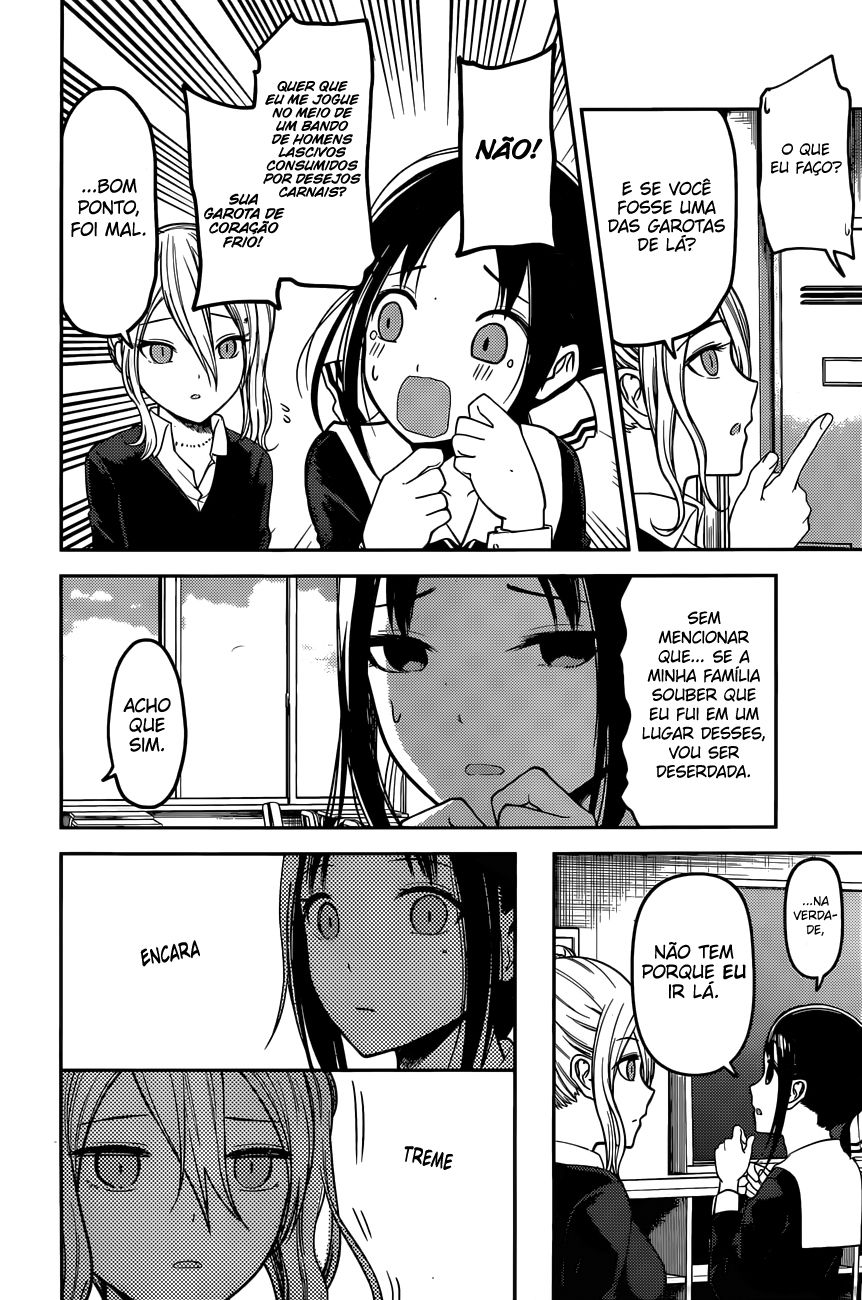 O QUE
EU FAÇO?
E SE VOCÊ
FOSSE UMA
DAS GAROTAS
DE LÁ?
NÃO!
QUER QUE
EU ME JOGUE
NO MEIO DE
UM BANDO
DE HOMENS
LASCIVOS
CONSUMIDOS
POR DESEJOS
CARNAIS?
SUA
GAROTA DE
CORAÇÃO
FRIO!
...BOM
PONTO,
FOI MAL.
SEM
MENCIONAR
QUE... SE A
MINHA FAMÍLIA
SOUBER QUE
EU FUI EM UM
LUGAR DESSES,
VOU SER
DESERDADA.
ACHO
QUE
SIM.
...NA
VERDA-
DE,
NÃO TEM
PORQUE EU
IR LÁ.
ENCARA
TREME